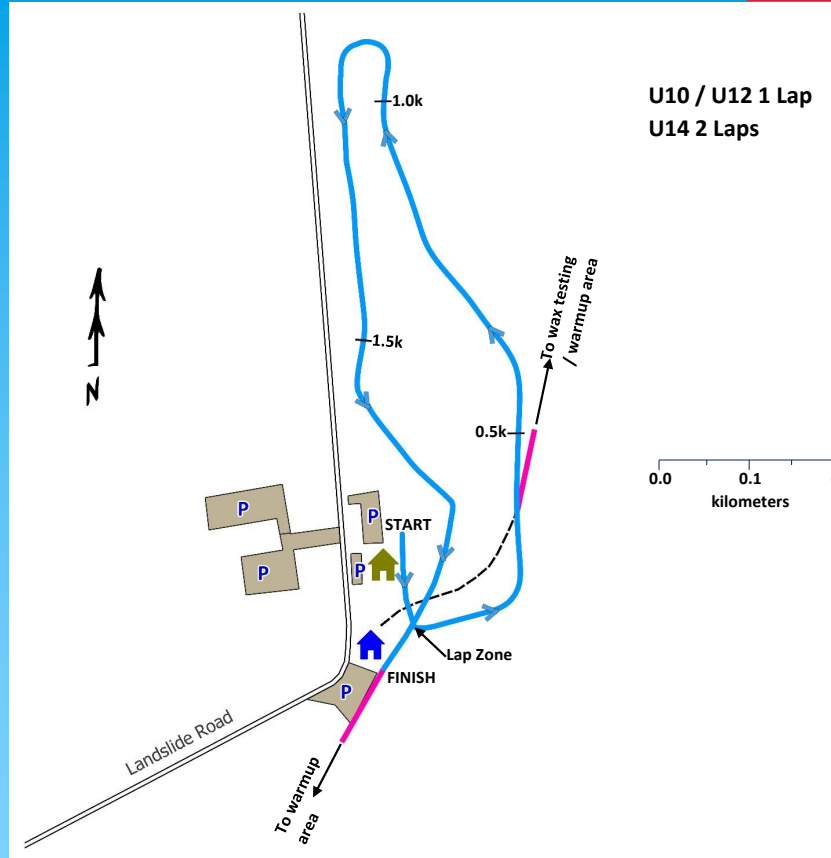 U10 / U12 1 Lap
U14 2 Laps
1.0k
To wax testing
/ warmup area
1.5k
0.5k
N
0.0
0.1
kilometers
P
P
START
P
P
Lap Zone
FINISH
P
Landslide Road
To warmup
area